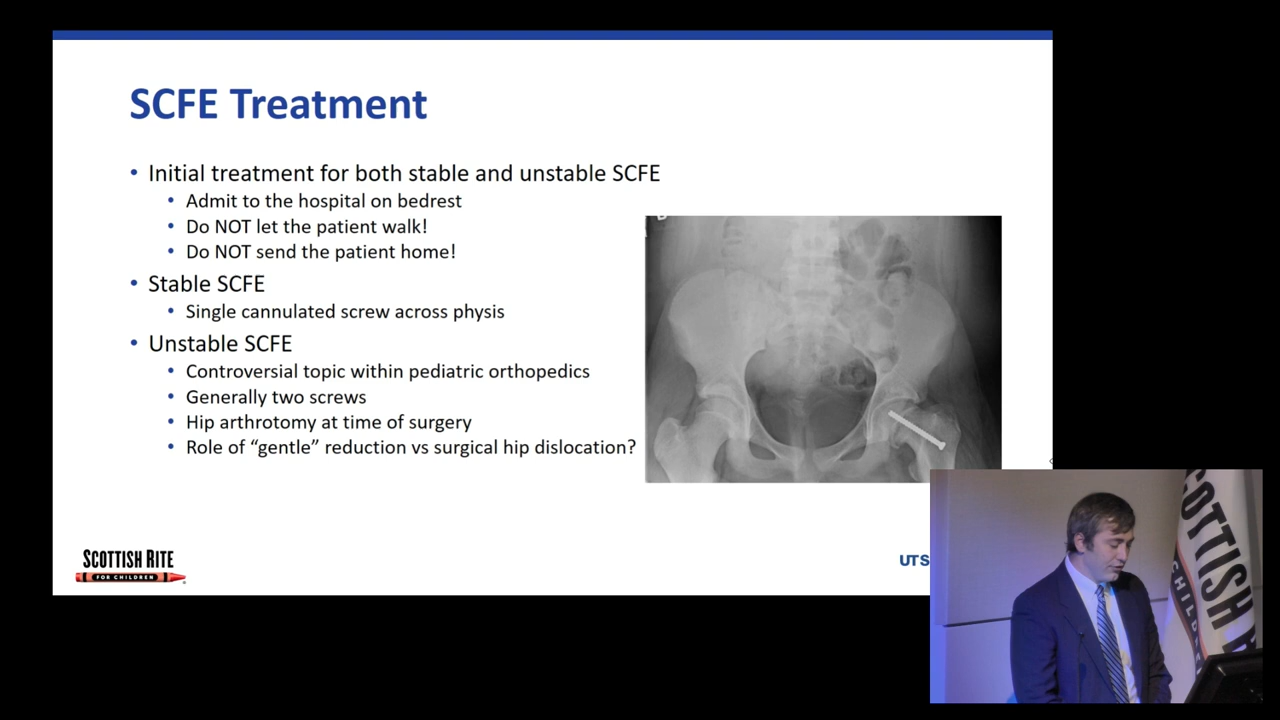 SCFE Treatment
• Initial treatment for both stable and unstable SCFE
• Admit to the hospital on bedrest
• Do NOT let the patient walk!
• Do NOT send the patient home!
• Stable SCFE
• Single cannulated screw across physis
• Unstable SCFE
• Controversial topic within pediatric orthopedics
• Generally two screws
• Hip arthrotomy at time of surgery
• Role of “gentle” reduction vs surgical hip dislocation?
SCOTTISH RITE
FOR CHILDREN
UTS
SCOTTISH
CHILD